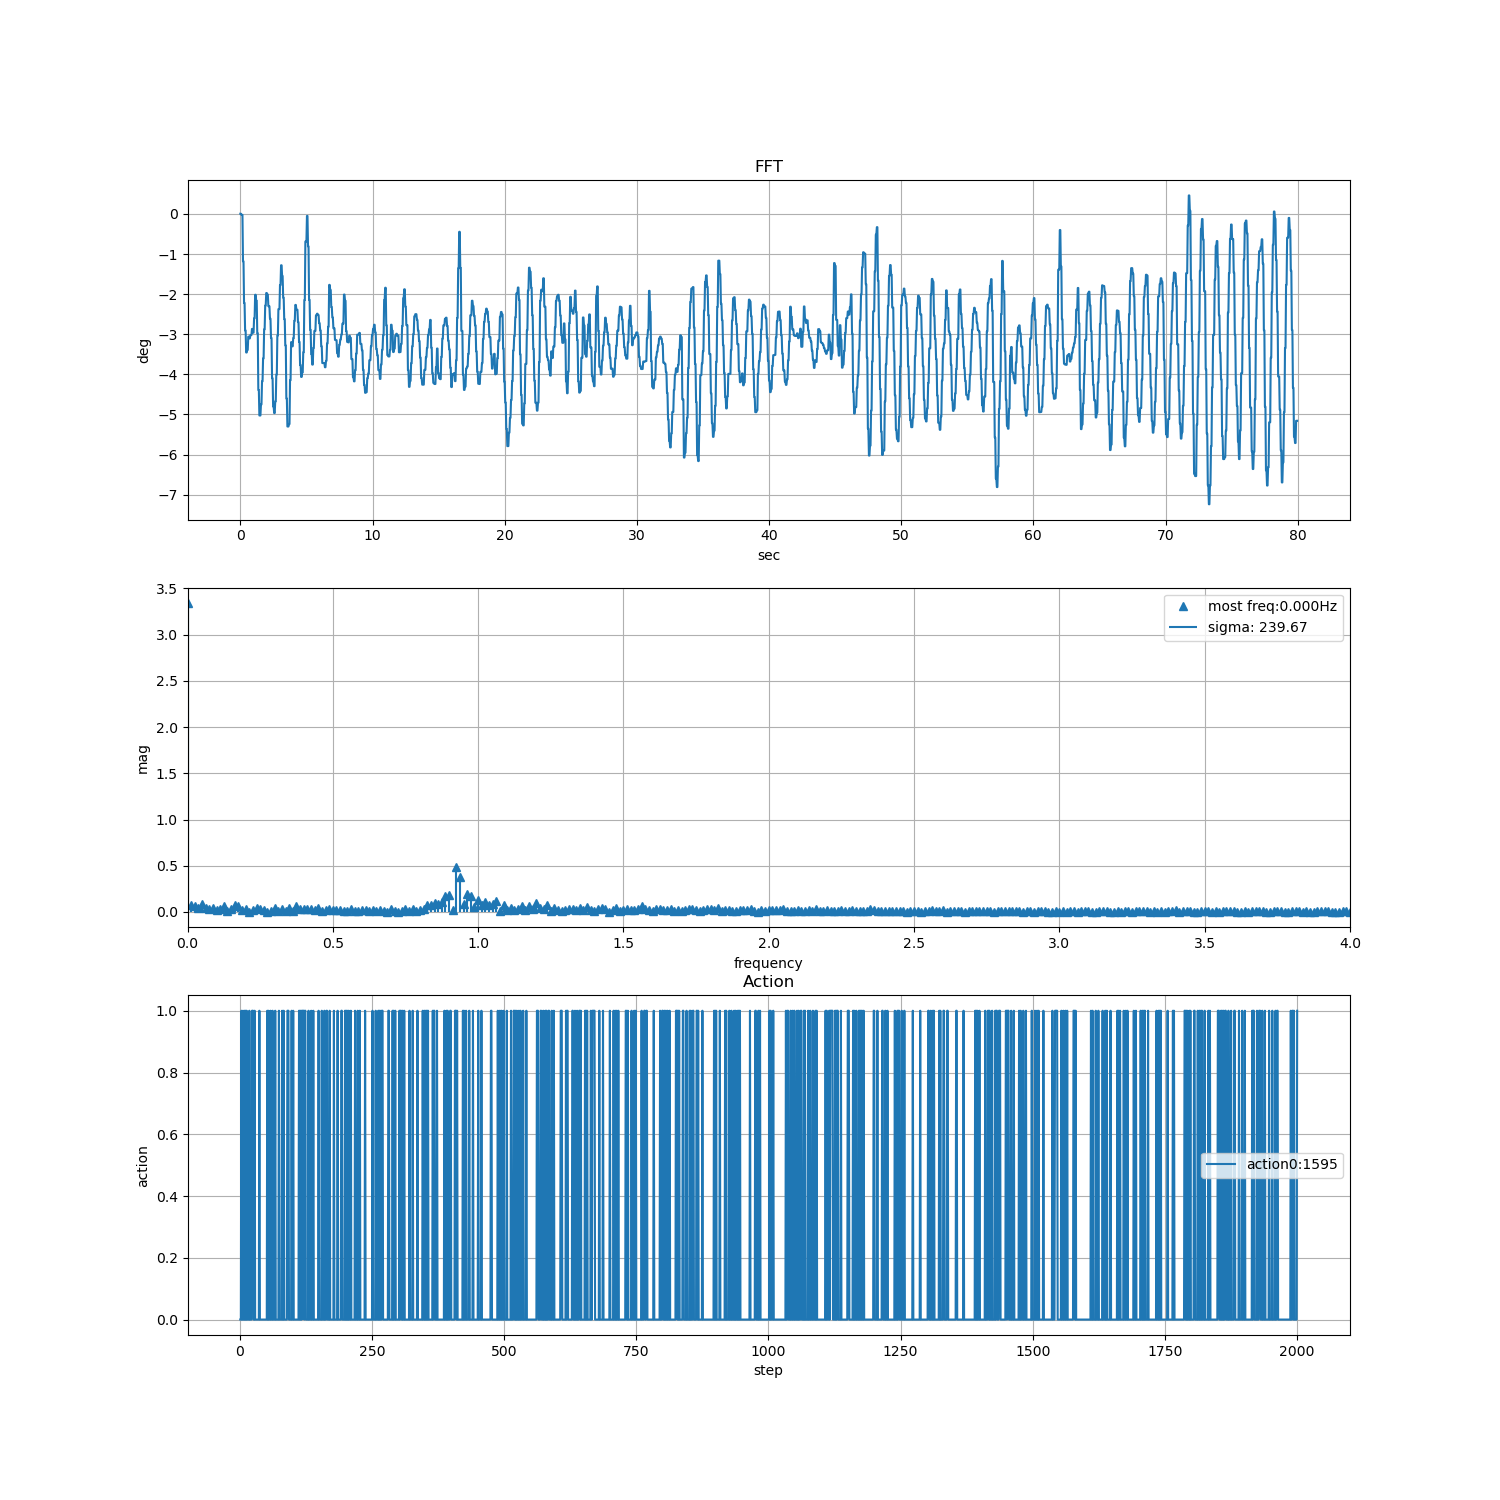 FFT
0
−1
−2
−3
−4
−5
−6
−7
deg
0 10 20 30 40 50 60 70 80
sec
3.5
3.0
2.5
2.0
1.5
1.0
0.5
0.0
mag
most freq:0.000Hz
sigma: 239.67
0.0 0.5 1.0 1.5 2.0 2.5 3.0 3.5 4.0
frequency
Action
1.0
0.8
0.6
0.4
0.2
0.0
action
action0:1595
0 250 500 750 1000 1250 1500 1750 2000
step